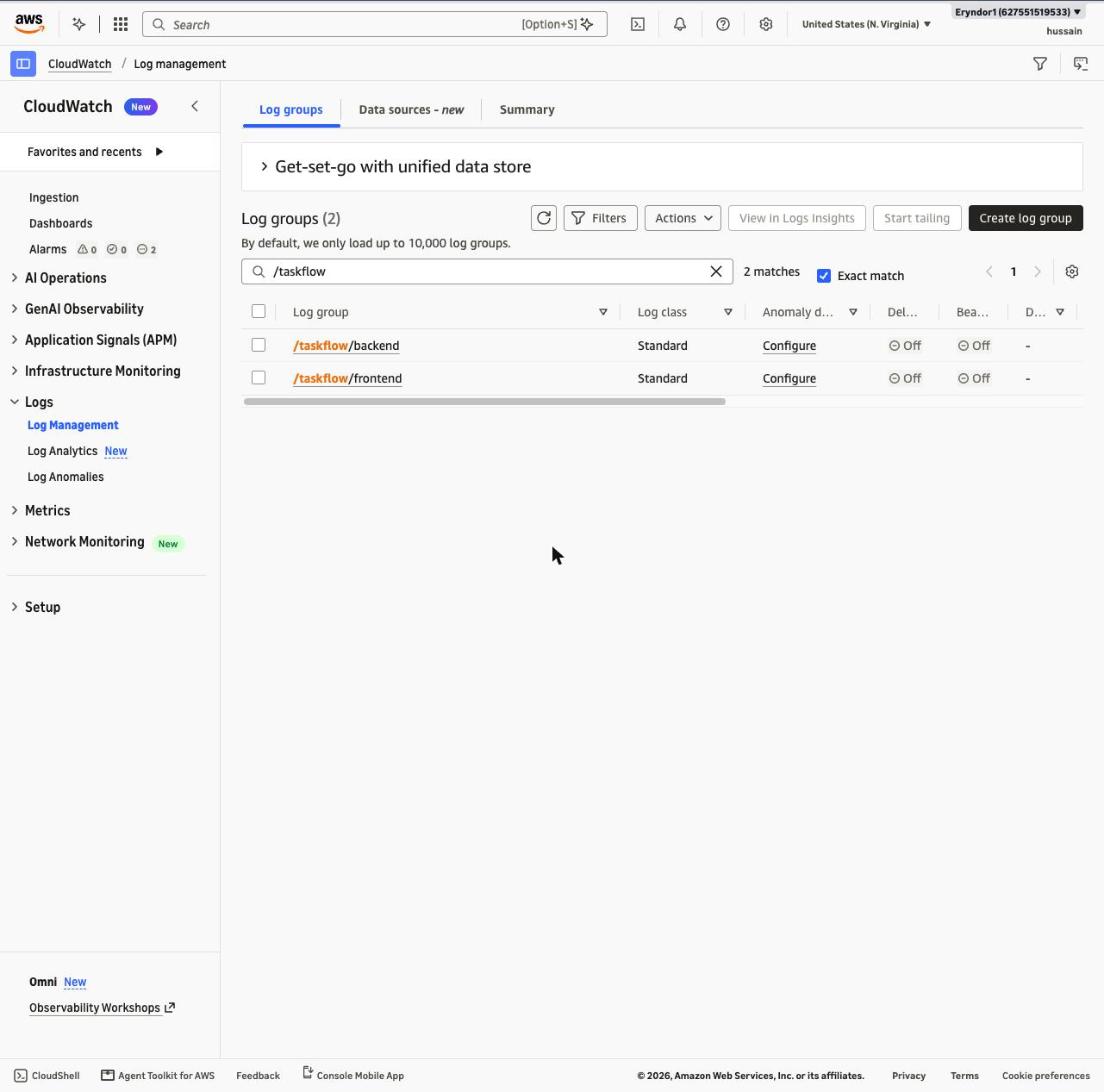 aws
Search [Option+S]
United States (N. Virginia)
Eryndor1 (627551519533)
hussain
CloudWatch / Log management
CloudWatch New
Favorites and recents
Ingestion
Dashboards
Alarms 0 0 2
AI Operations
GenAI Observability
Application Signals (APM)
Infrastructure Monitoring
Logs
Log Management
Log Analytics New
Log Anomalies
Metrics
Network Monitoring New
Setup
Omni New
Observability Workshops
Log groups Data sources - new Summary
Get-set-go with unified data store
Log groups (2)
Filters Actions View in Logs Insights Start tailing Create log group
By default, we only load up to 10,000 log groups.
/taskflow 2 matches Exact match 1
Log group Log class Anomaly d... Del... Bea... D...
/taskflow/backend Standard Configure Off Off -
/taskflow/frontend Standard Configure Off Off -
CloudShell Agent Toolkit for AWS Feedback Console Mobile App © 2026, Amazon Web Services, Inc. or its affiliates. Privacy Terms Cookie preferences